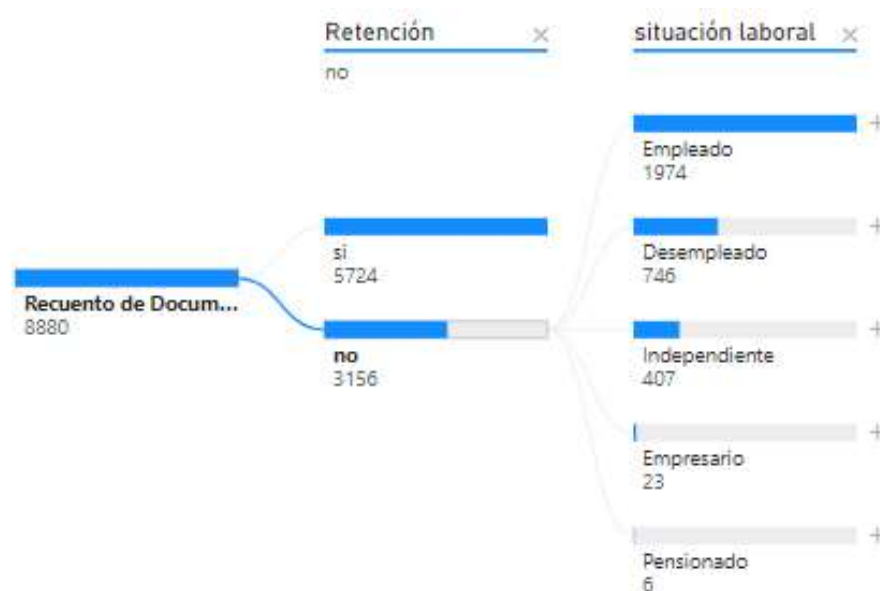 Retención
no
situación laboral
Recuento de Docum...
8880
si
5724
no
3156
Empleado
1974
Desempleado
746
Independiente
407
Empresario
23
Pensionado
6